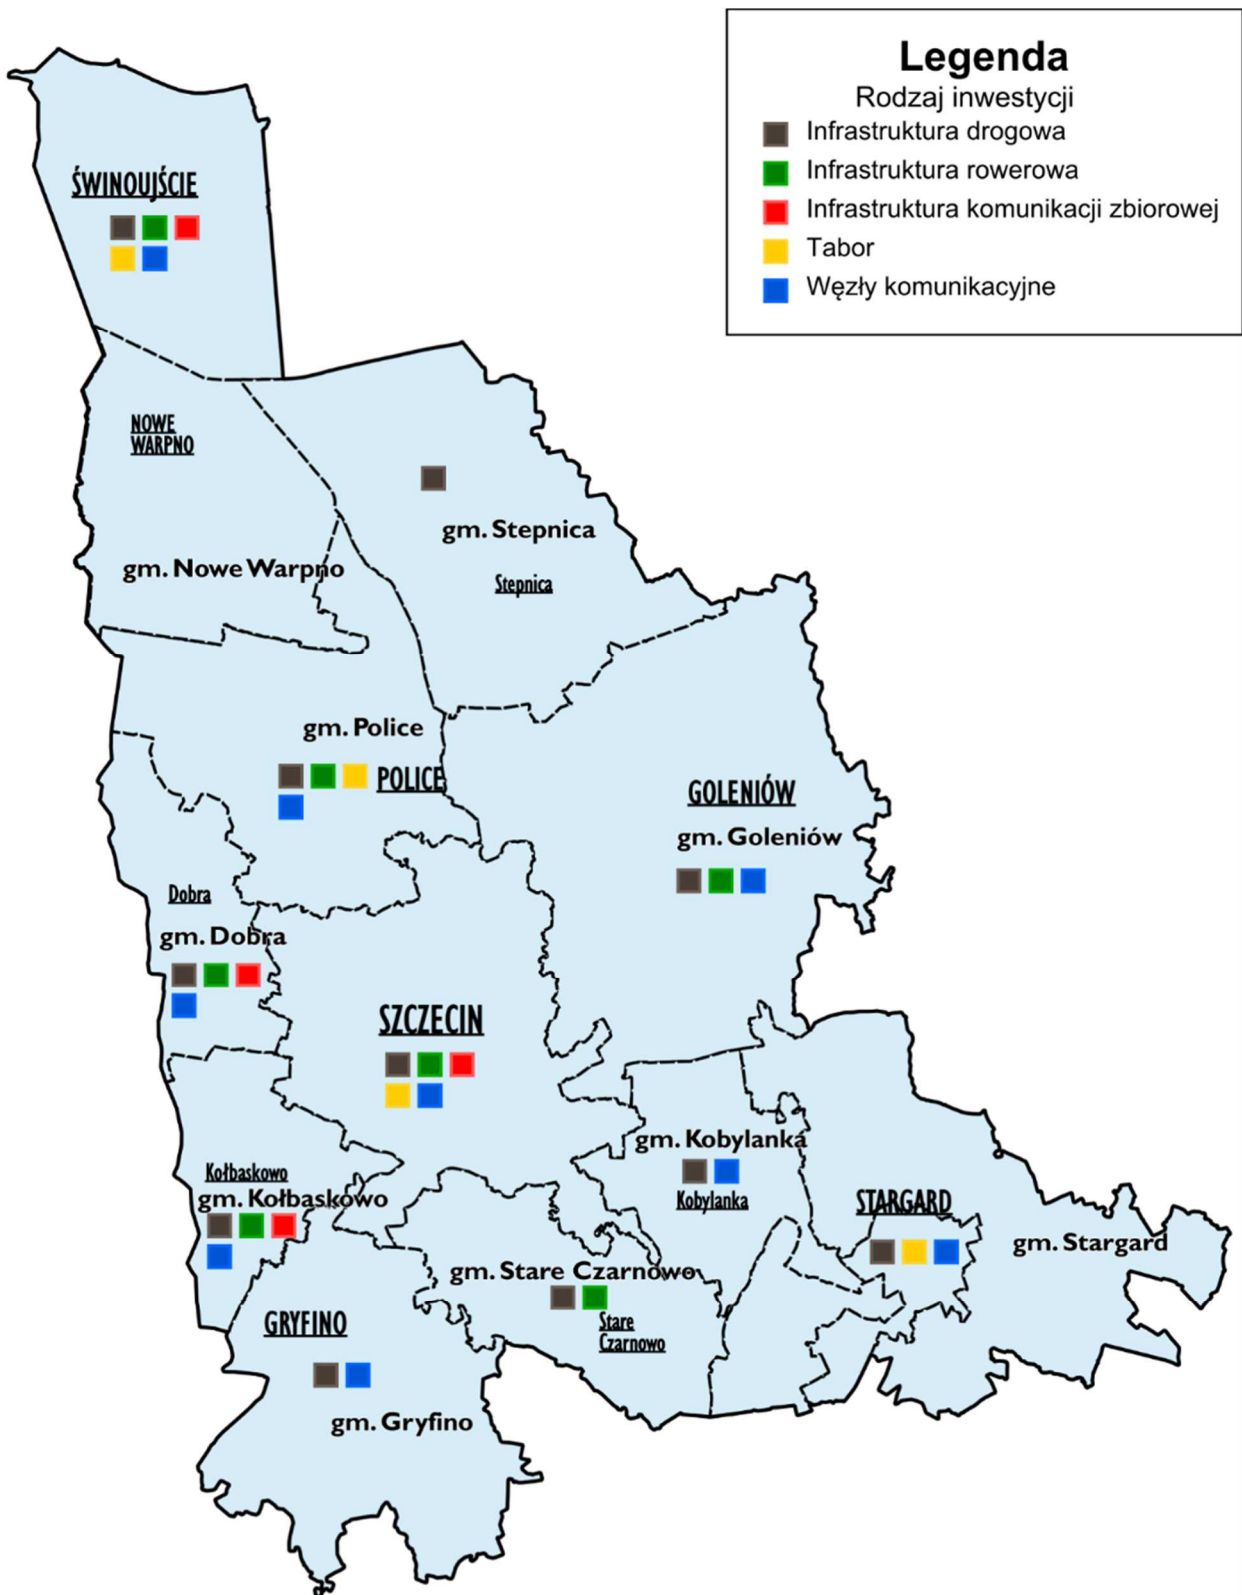 Legenda
Rodzaj inwestycji
Infrastruktura drogowa
Infrastruktura rowerowa
Infrastruktura komunikacji zbiorowej
Tabor
Węzły komunikacyjne
ŚWINOUJŚCIE
NOWE
WARPNO
gm. Stepnica
gm. Nowe Warpno
Stepnica
gm. Police
POLICE
GOLENIÓW
gm. Goleniów
Dobra
gm. Dobra
SZCZECIN
gm. Kobylanka
Kobylanka
Kołbaskowo
gm. Kołbaskowo
STARGARD
gm. Stargard
gm. Stare Czarnowo
Stare
Czarnowo
GRYFINO
gm. Gryfino